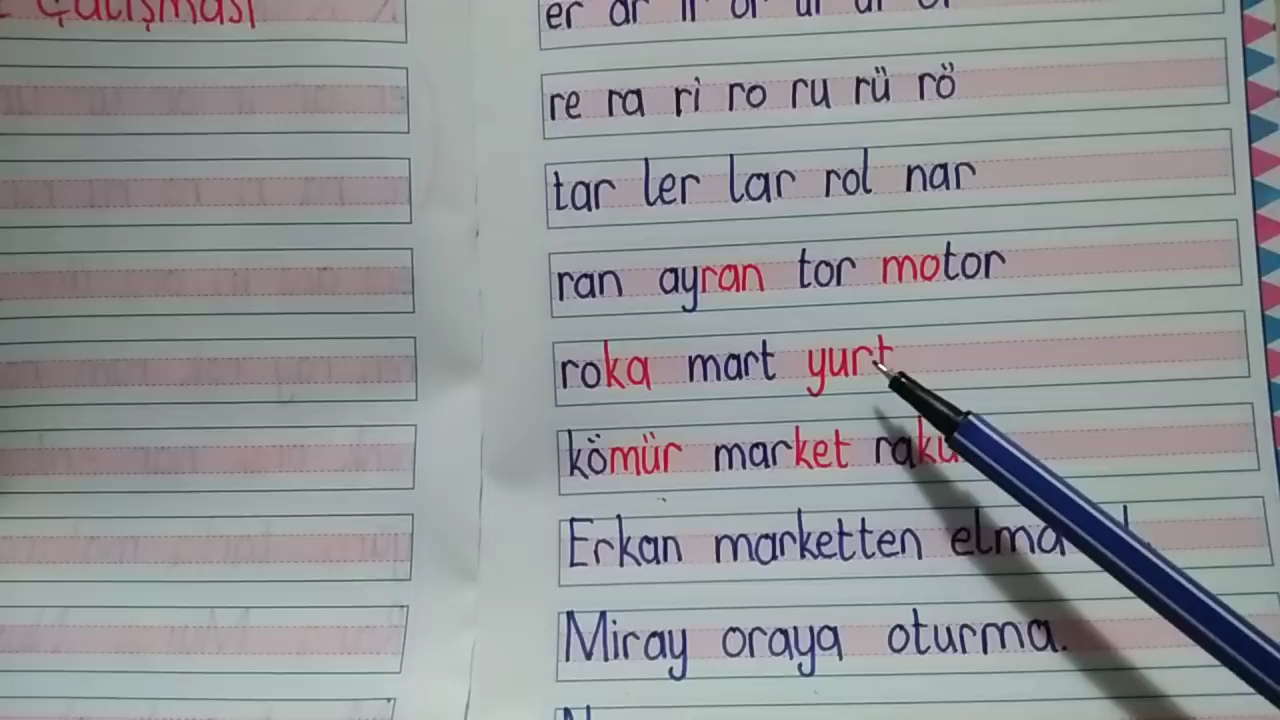 Çalışması
er ar ir or ur ür ör
re ra ri ro ru rü rö
tar ler lar rol nar
ran ayran tor motor
roka mart yurt
kömür market
Erkan marketten
Miray oraya oturma.